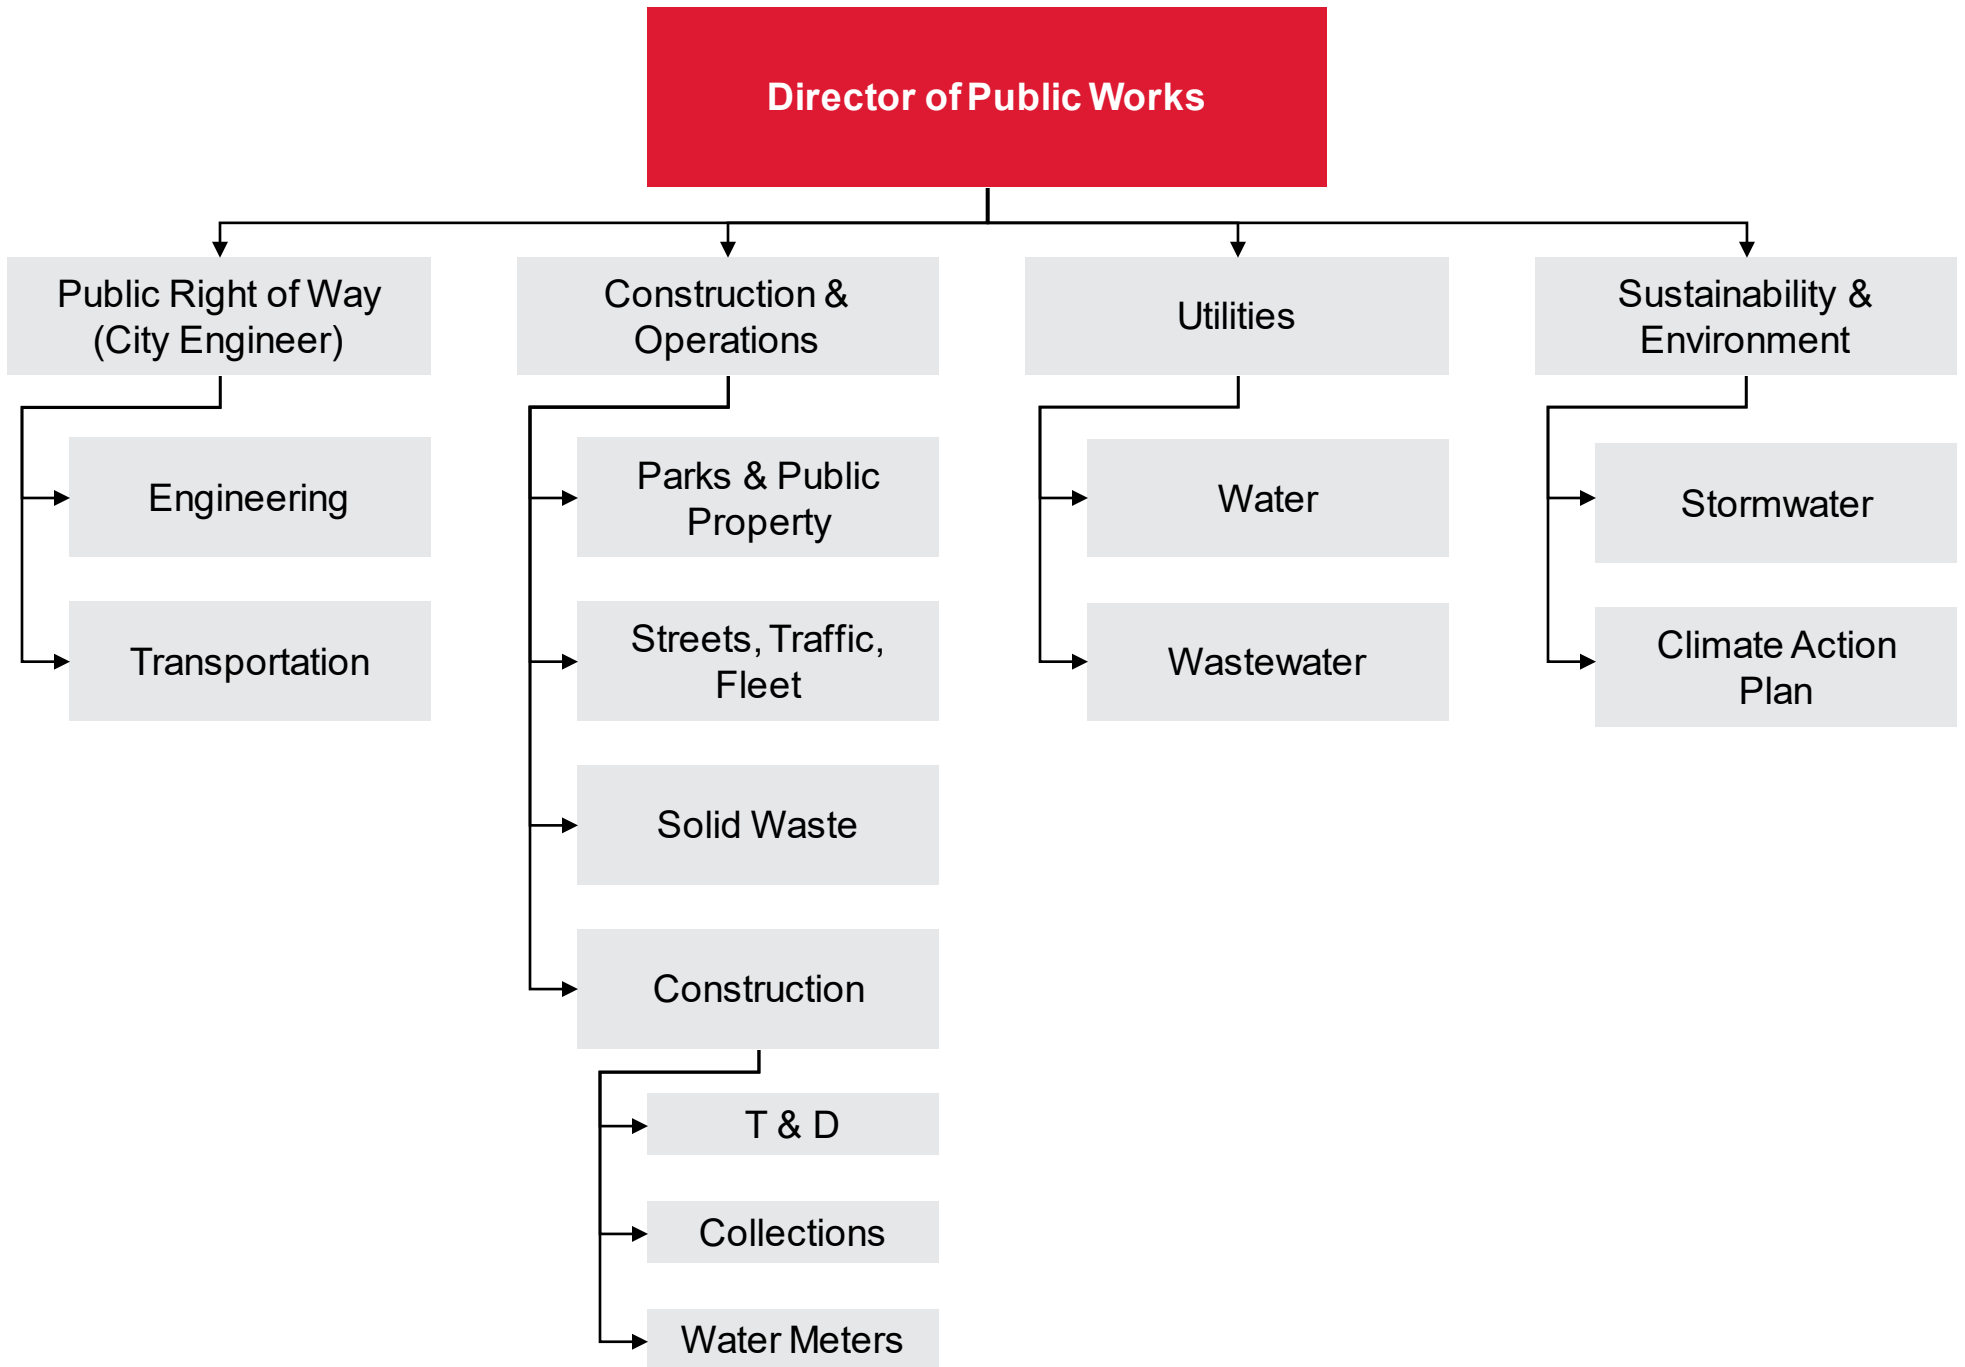 Director of Public Works
Public Right of Way
(City Engineer)
Engineering
Transportation
Construction &
Operations
Parks & Public
Property
Streets, Traffic,
Fleet
Solid Waste
Construction
T & D
Collections
Water Meters
Utilities
Water
Wastewater
Sustainability &
Environment
Stormwater
Climate Action
Plan